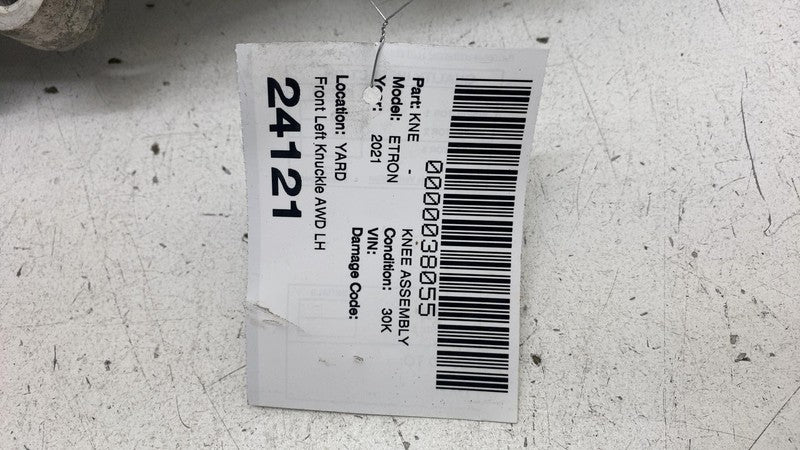 0000038055
Part: KNE - KNEE ASSEMBLY
Model: ETRON Condition: 30K
Year: 2021 VIN:
Damage Code:
Location: YARD
Front Left Knuckle AWD LH
24121